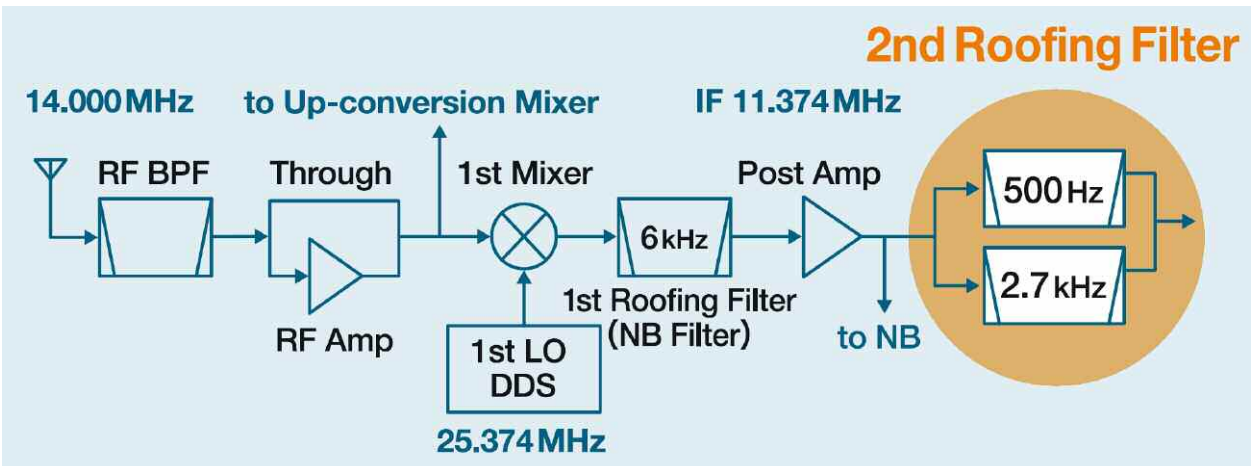 2nd Roofing Filter
14.000 MHz
to Up-conversion Mixer
IF 11.374 MHz
RF BPF
Through
1st Mixer
Post Amp
500 Hz
6 kHz
2.7 kHz
RF Amp
1st Roofing Filter
(NB Filter)
to NB
1st LO
DDS
25.374 MHz